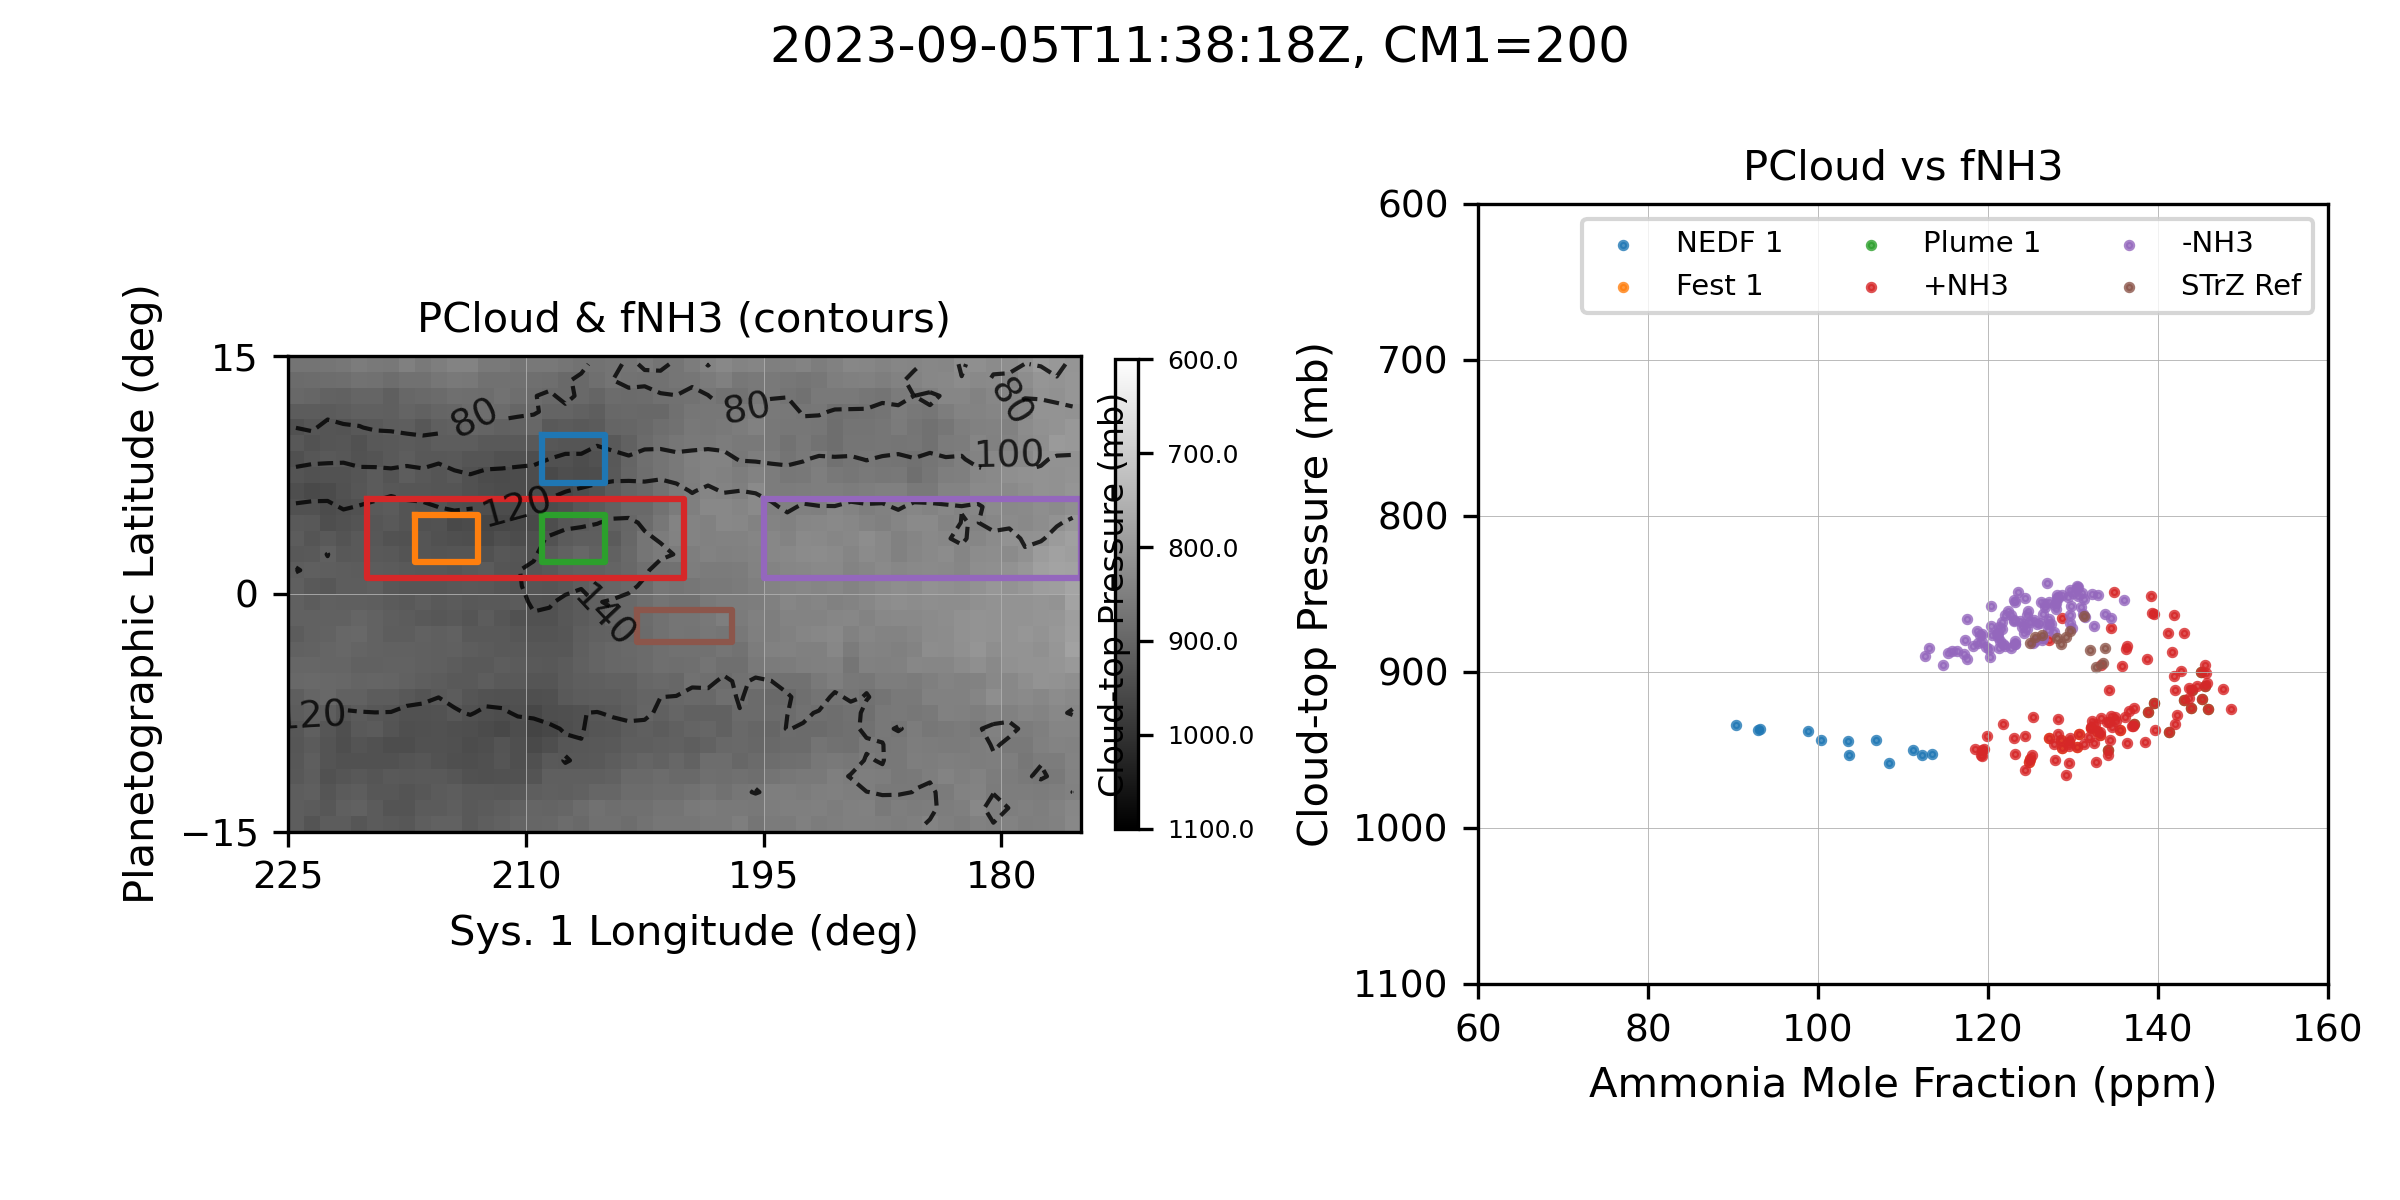 2023-09-05T11:38:18Z, CM1=200
PCloud & fNH3 (contours)
Planetographic Latitude (deg)
15
0
−15
80
80
80
100
120
140
120
225
210
195
180
Sys. 1 Longitude (deg)
Cloud-top Pressure (mb)
600.0
700.0
800.0
900.0
1000.0
1100.0
PCloud vs fNH3
Cloud-top Pressure (mb)
600
700
800
900
1000
1100
NEDF 1
Plume 1
-NH3
Fest 1
+NH3
STrZ Ref
60
80
100
120
140
160
Ammonia Mole Fraction (ppm)